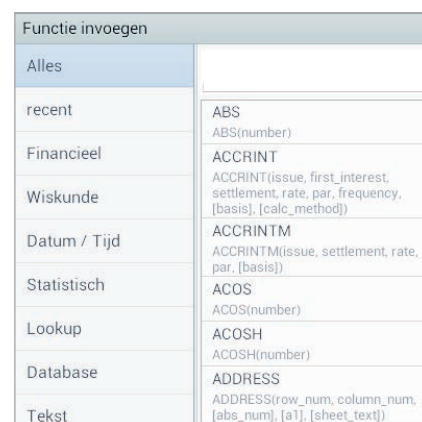 Functie invoegen
Alles
recent
Financieel
Wiskunde
Datum / Tijd
Statistisch
Lookup
Database
Tekst
ABS
ABS(number)
ACCRINT
ACCRINT(issue, first_interest,
settlement, rate, par, frequency,
[basis], [calc_method])
ACCRINTM
ACCRINTM(issue, settlement, rate,
par, [basis])
ACOS
ACOS(number)
ACOSH
ACOSH(number)
ADDRESS
ADDRESS(row_num, column_num,
[abs_num], [a1], [sheet_text])